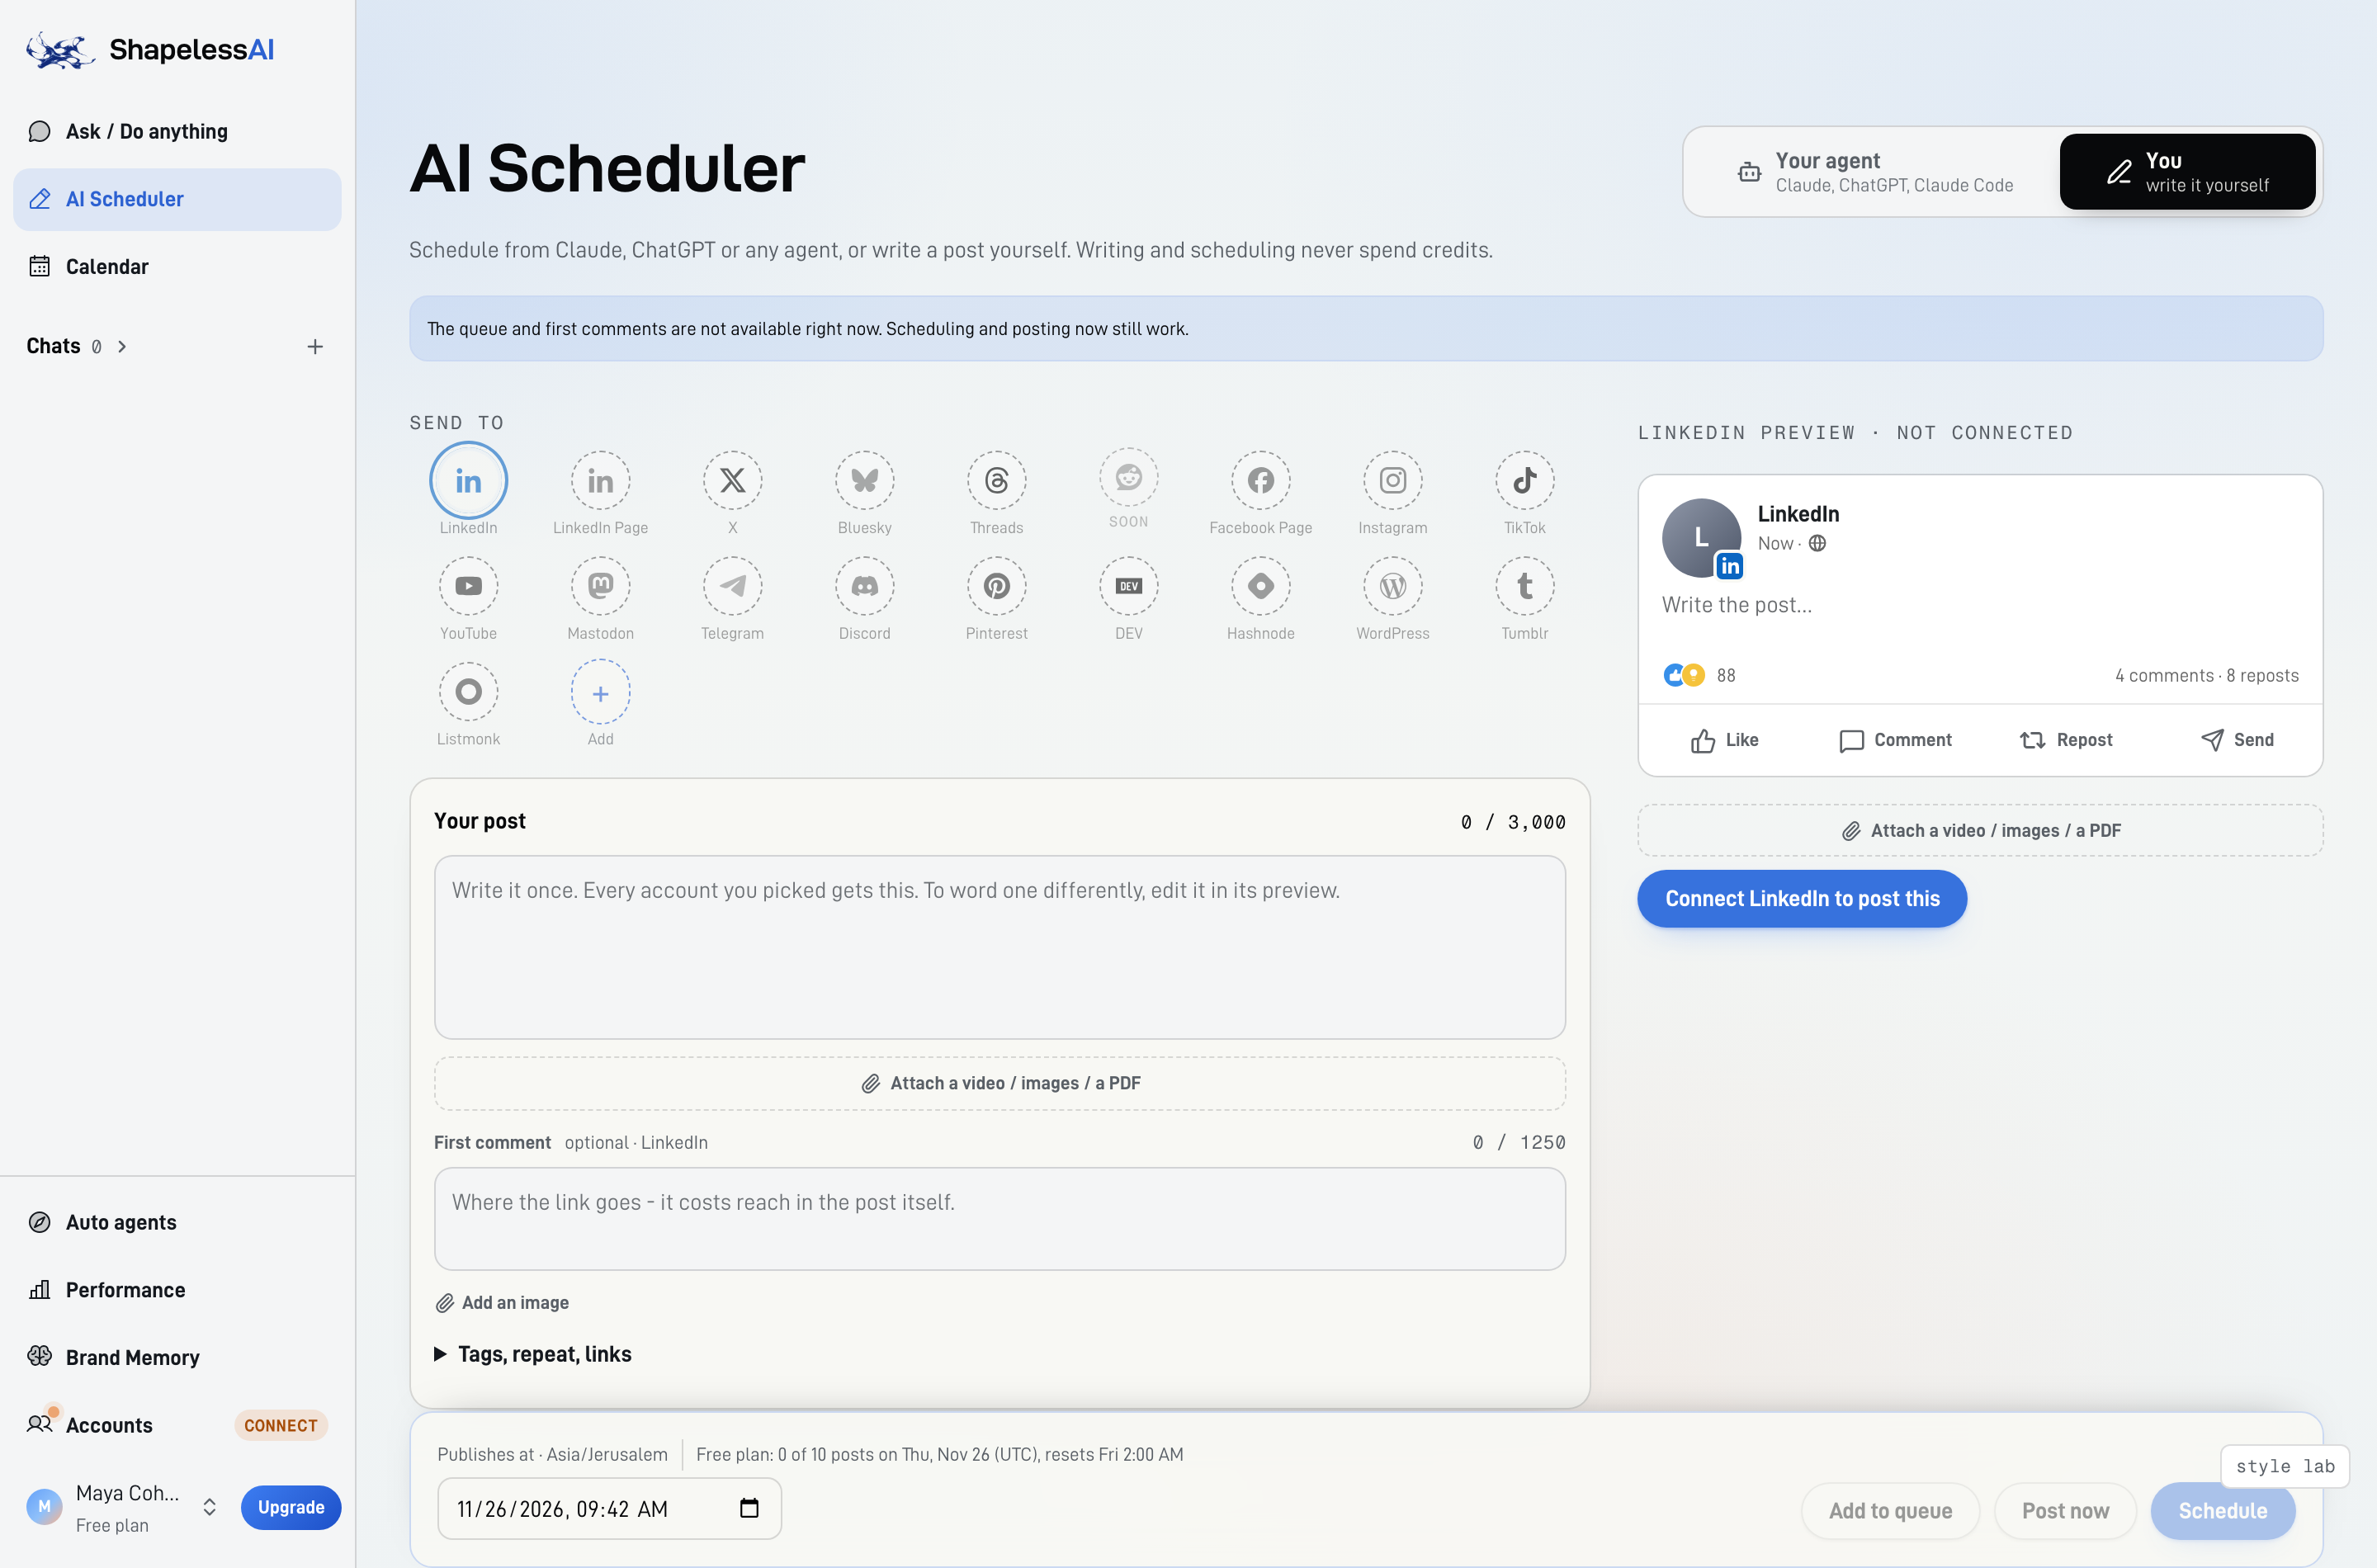 ShapelessAI
Ask / Do anything
AI Scheduler
Calendar
Chats 0
Auto agents
Performance
Brand Memory
Accounts CONNECT
M
Maya Coh...
Free plan
Upgrade
AI Scheduler
Your agent
Claude, ChatGPT, Claude Code
You
write it yourself
Schedule from Claude, ChatGPT or any agent, or write a post yourself. Writing and scheduling never spend credits.
The queue and first comments are not available right now. Scheduling and posting now still work.
SEND TO
LinkedIn LinkedIn Page X Bluesky Threads SOON Facebook Page Instagram TikTok
DEV
YouTube Mastodon Telegram Discord Pinterest DEV Hashnode WordPress Tumblr
Listmonk Add
Your post 0 / 3,000
Write it once. Every account you picked gets this. To word one differently, edit it in its preview.
Attach a video / images / a PDF
First comment optional · LinkedIn 0 / 1250
Where the link goes - it costs reach in the post itself.
Add an image
Tags, repeat, links
LINKEDIN PREVIEW · NOT CONNECTED
L
in
LinkedIn
Now ·
Write the post...
88 4 comments · 8 reposts
Like Comment Repost Send
Attach a video / images / a PDF
Connect LinkedIn to post this
Publishes at · Asia/Jerusalem Free plan: 0 of 10 posts on Thu, Nov 26 (UTC), resets Fri 2:00 AM
11/26/2026, 09:42 AM
style lab
Add to queue Post now Schedule